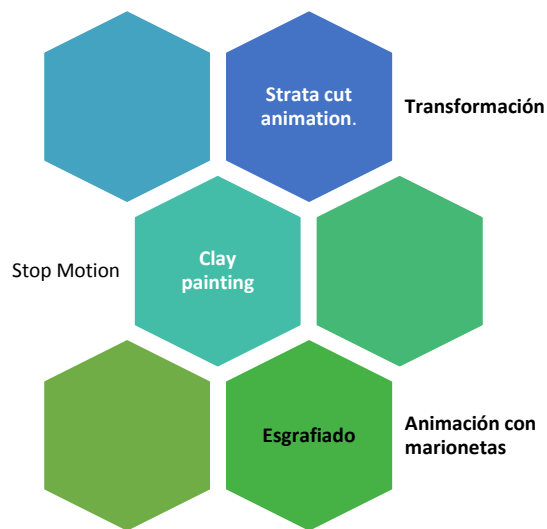 Strata cut
animation.
Transformación
Stop Motion
Clay
painting
Esgrafiado
Animación con
marionetas